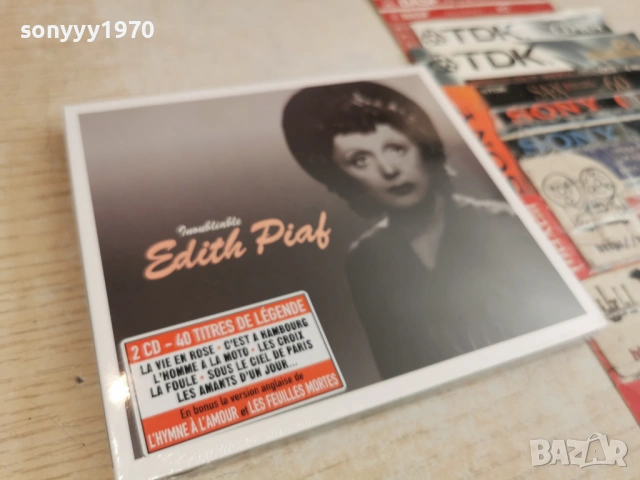 sonyyy1970
Inoubliable
Edith Piaf
2 CD - 40 TITRES DE LÉGENDE
LA VIE EN ROSE • C'EST A HAMBOURG
L'HOMME A LA MOTO • LES CROIX
LA FOULE • SOUS LE CIEL DE PARIS
LES AMANTS D'UN JOUR...
En bonus la version anglaise de
L'HYMNE À L'AMOUR et LES FEUILLES MORTES
TDK
TDK
SONY
SONY
BAZAR
bazar.bg